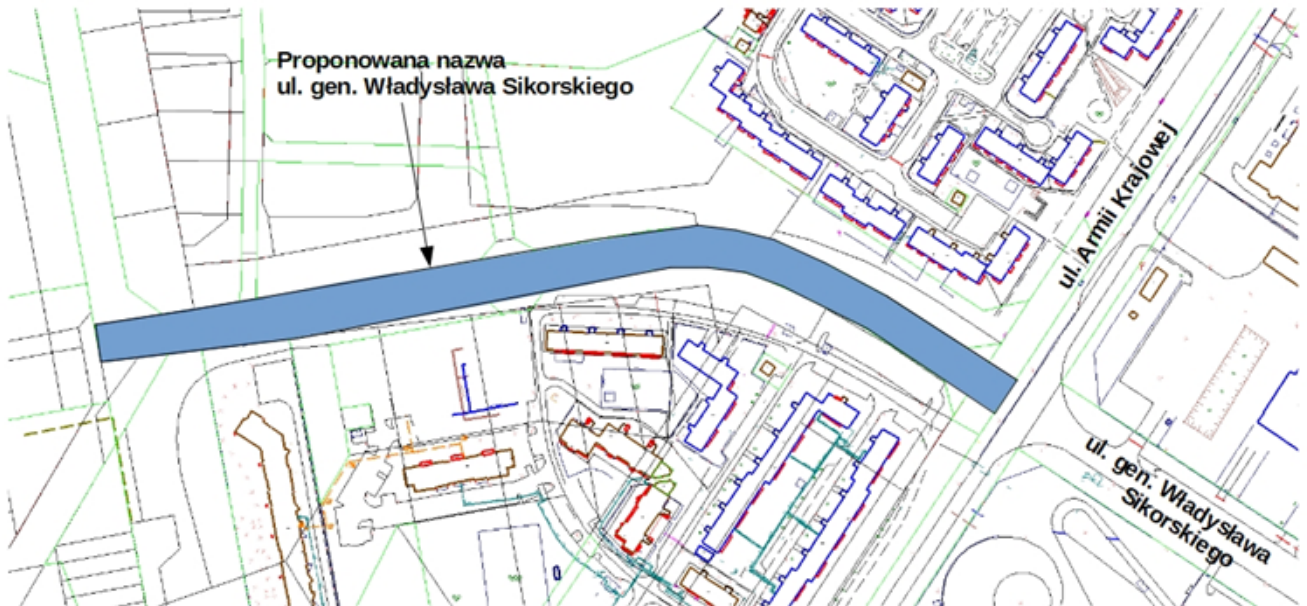 Proponowana nazwa
ul. gen. Władysława Sikorskiego
ul. Armii Krajowej
ul. gen. Władysława
Sikorskiego